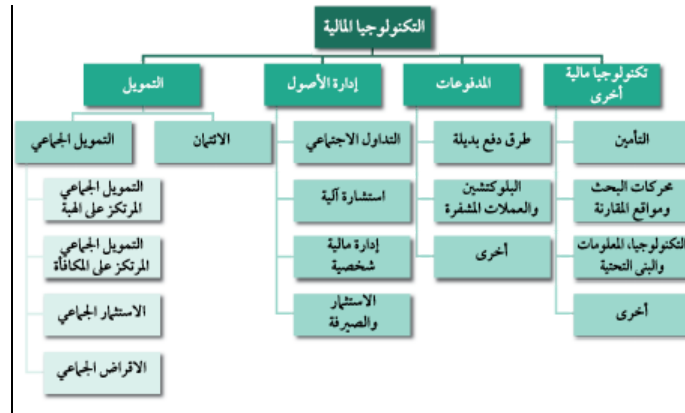 التكنولوجيا المالية
تكنولوجيا مالية
أخرى
المدفوعات
إدارة الأصول
التمويل
التأمين
محركات البحث
ومواقع المقارنة
التكنولوجيا، المعلومات
والبنى التحتية
أخرى
طرق دفع بديلة
البلوكتشين
والعملات المشفرة
أخرى
التداول الاجتماعي
استشارة آلية
إدارة مالية
شخصية
الاستثمار
والصيرفة
الائتمان
التمويل الجماعي
التمويل الجماعي
المرتكز على الهبة
التمويل الجماعي
المرتكز على المكافأة
الاستثمار الجماعي
الاقراض الجماعي